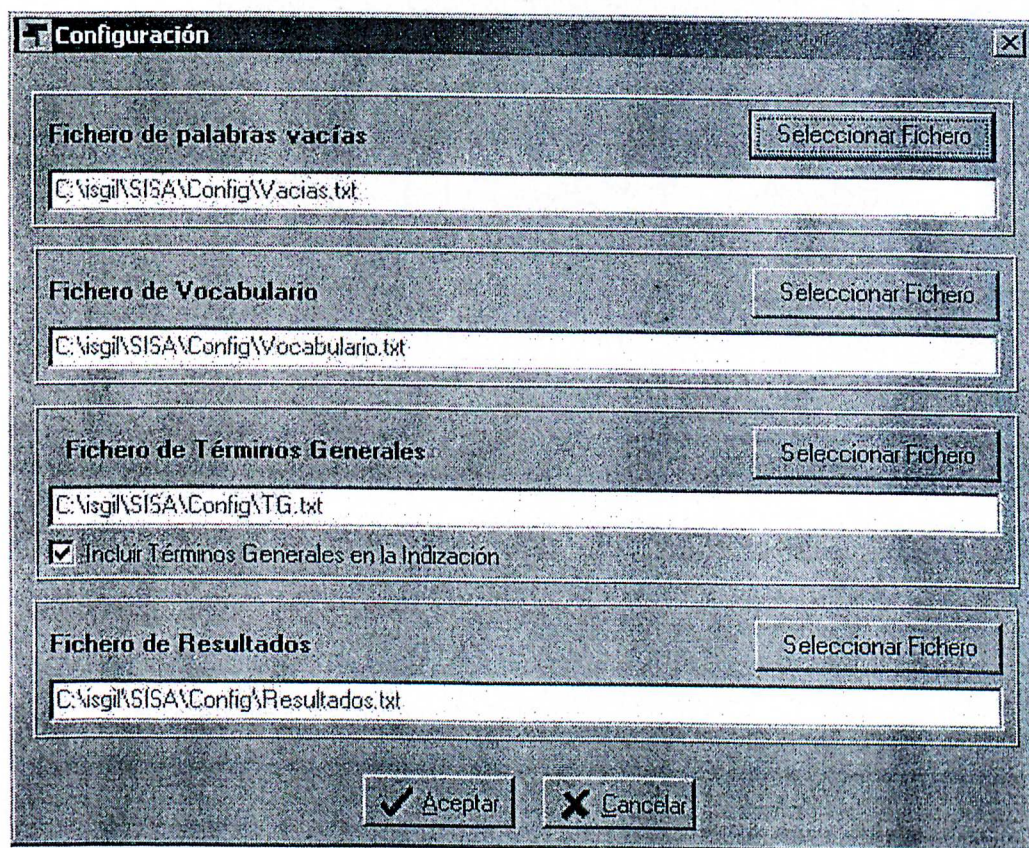 Configuración
Fichero de palabras vacías
Seleccionar Fichero
C:\isgil\SISA\Config\Vacias.txt
Fichero de Vocabulario
Seleccionar Fichero
C:\isgil\SISA\Config\Vocabulario.txt
Fichero de Términos Generales
Seleccionar Fichero
C:\isgil\SISA\Config\TG.txt
Incluir Términos Generales en la Indización
Fichero de Resultados
Seleccionar Fichero
C:\isgil\SISA\Config\Resultados.txt
Aceptar
Cancelar